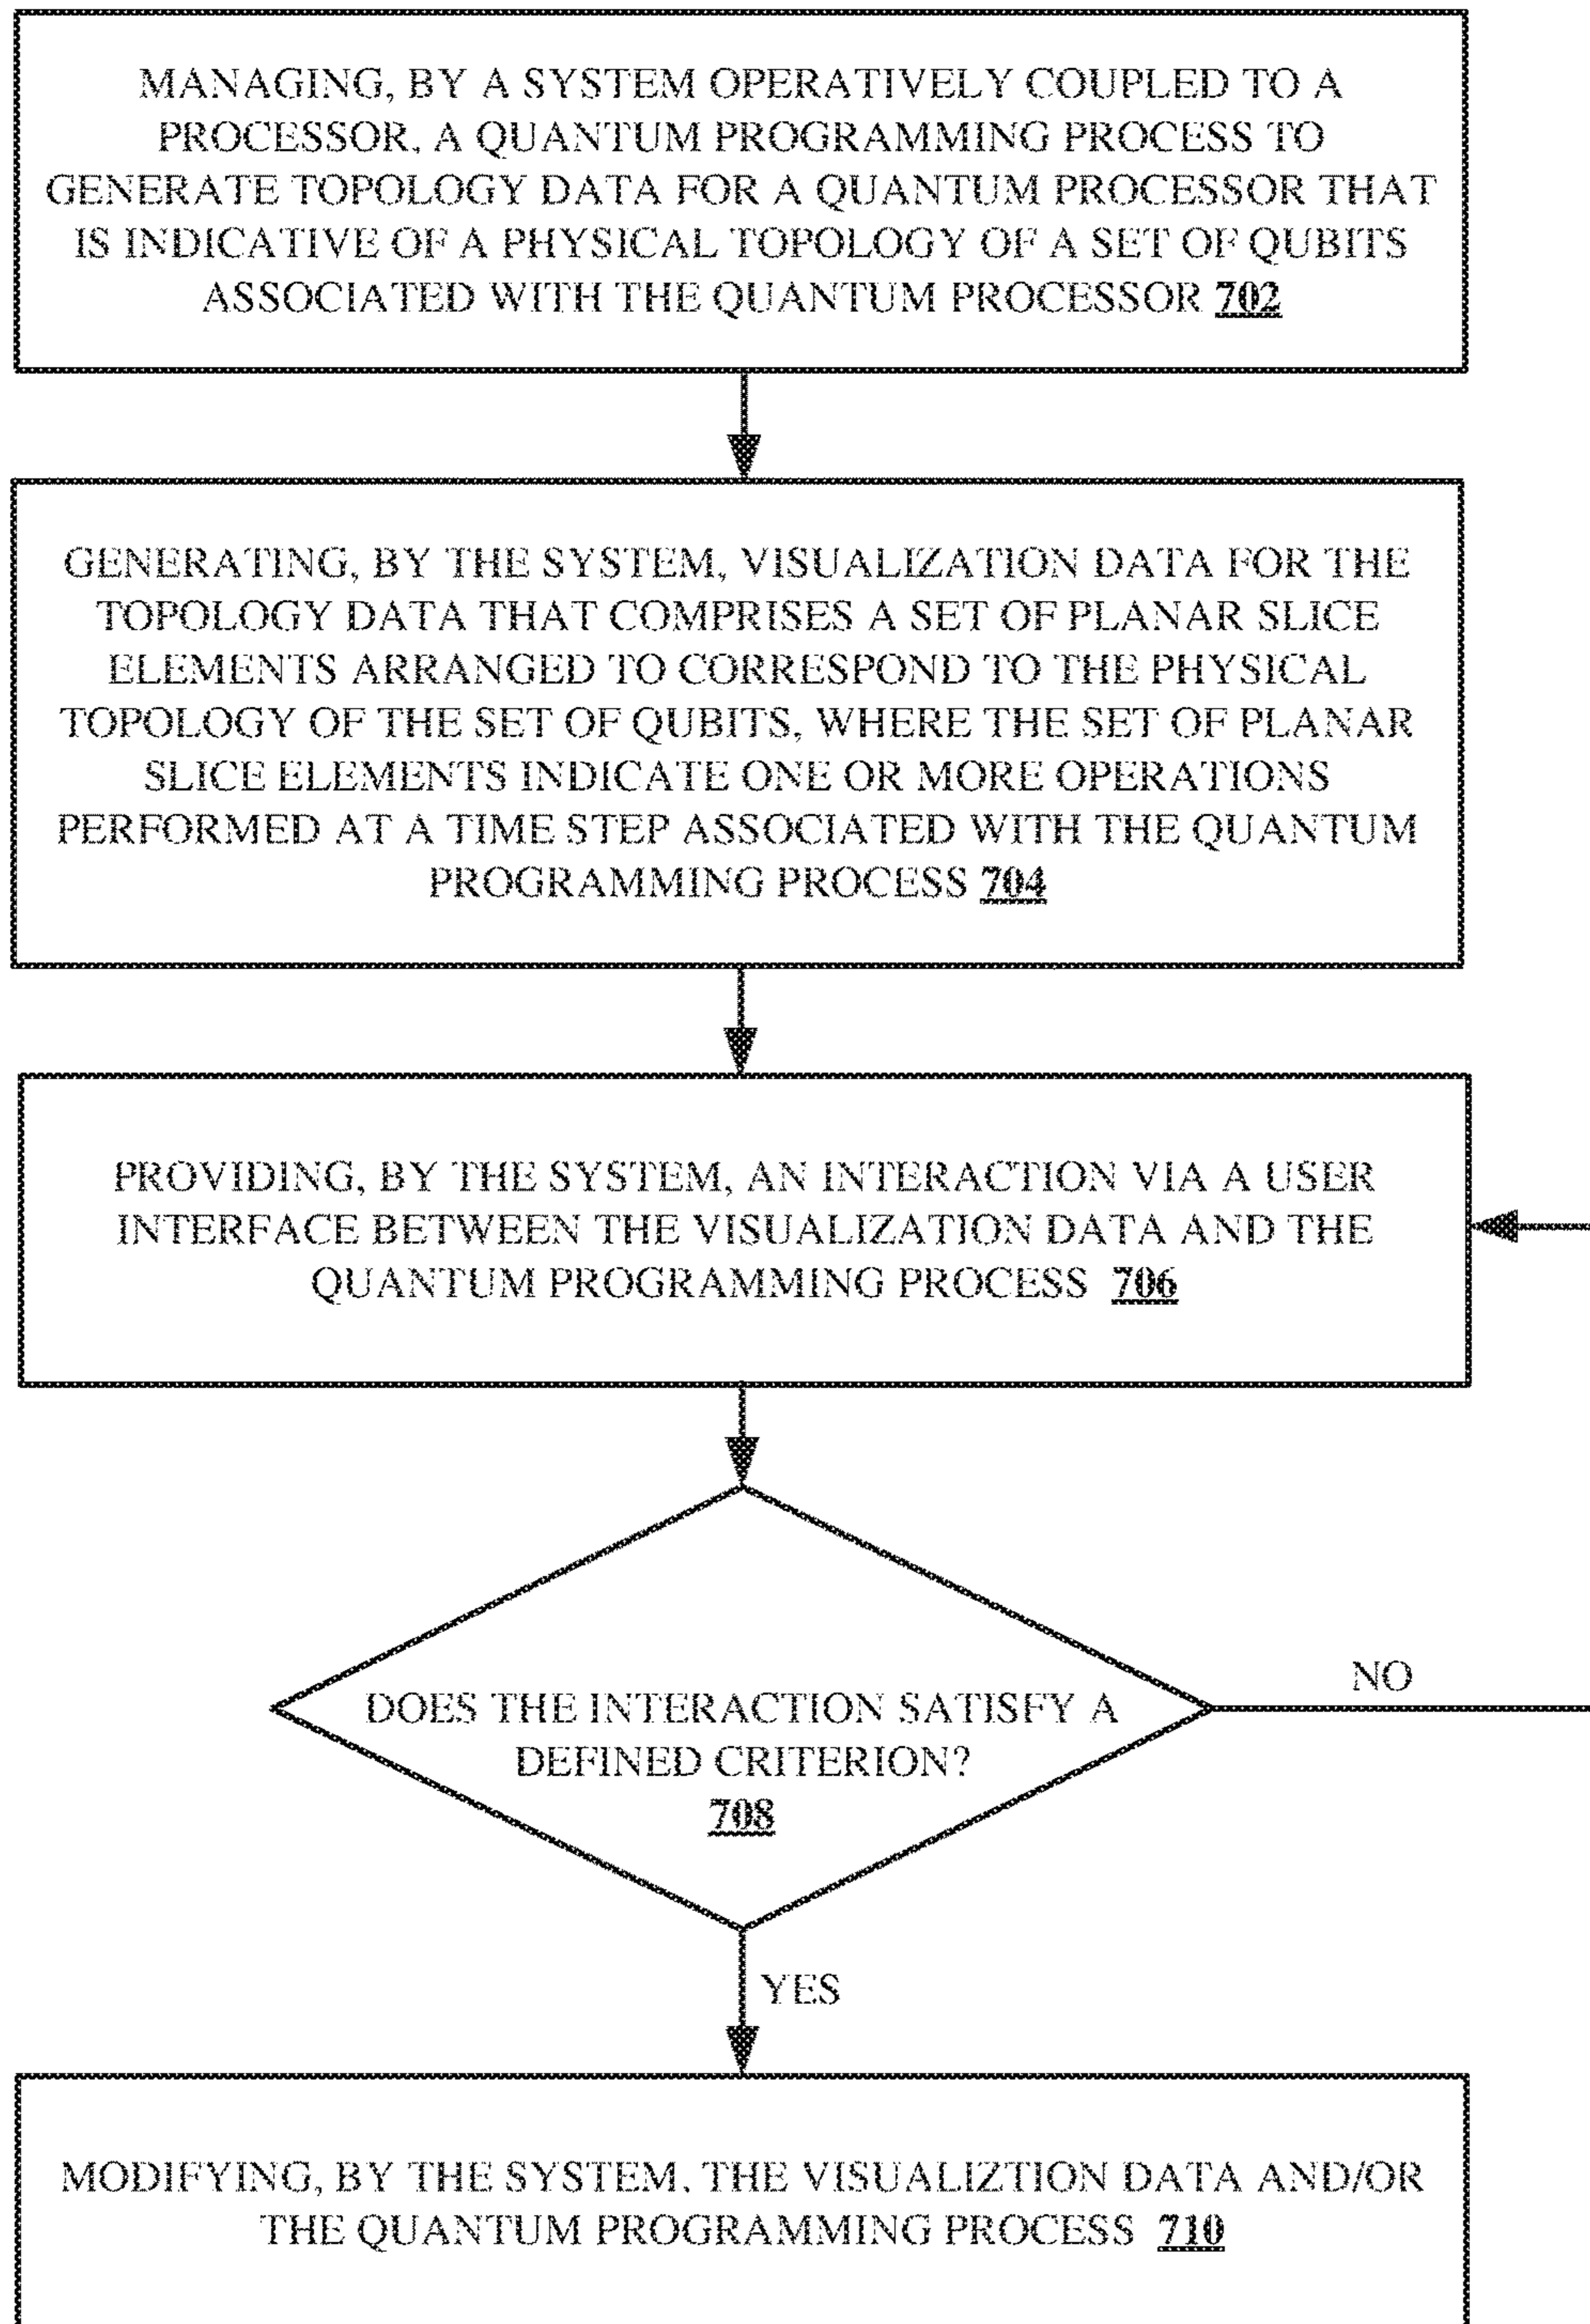 MANAGING, BY A SYSTEM OPERATIVELY COUPLED TO A
PROCESSOR, A QUANTUM PROGRAMMING PROCESS TO
GENERATE TOPOLOGY DATA FOR A QUANTUM PROCESSOR THAT
IS INDICATIVE OF A PHYSICAL TOPOLOGY OF A SET OF QUBITS
ASSOCIATED WITH THE QUANTUM PROCESSOR 702
GENERATING, BY THE SYSTEM, VISUALIZATION DATA FOR THE
TOPOLOGY DATA THAT COMPRISES A SET OF PLANAR SLICE
ELEMENTS ARRANGED TO CORRESPOND TO THE PHYSICAL
TOPOLOGY OF THE SET OF QUBITS, WHERE THE SET OF PLANAR
SLICE ELEMENTS INDICATE ONE OR MORE OPERATIONS
PERFORMED AT A TIME STEP ASSOCIATED WITH THE QUANTUM
PROGRAMMING PROCESS 704
PROVIDING, BY THE SYSTEM, AN INTERACTION VIA A USER
INTERFACE BETWEEN THE VISUALIZATION DATA AND THE
QUANTUM PROGRAMMING PROCESS 706
NO
DOES THE INTERACTION SATISFY A
DEFINED CRITERION?
708
YES
MODIFYING, BY THE SYSTEM, THE VISUALIZTION DATA AND/OR
THE QUANTUM PROGRAMMING PROCESS 710